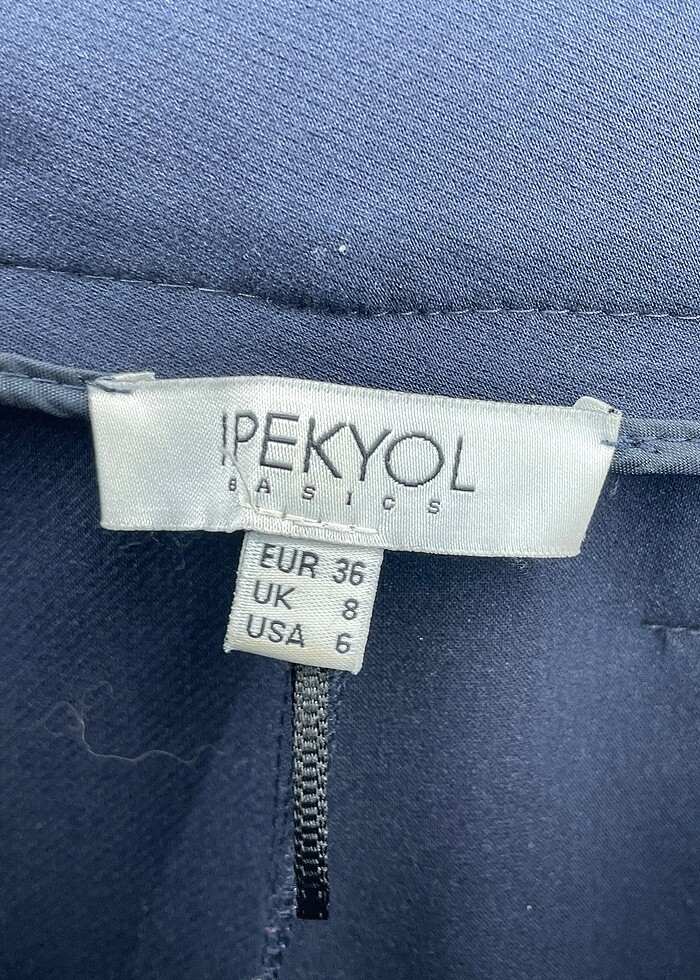 IPEKYOL
BASICS
EUR 36
UK 8
USA 6